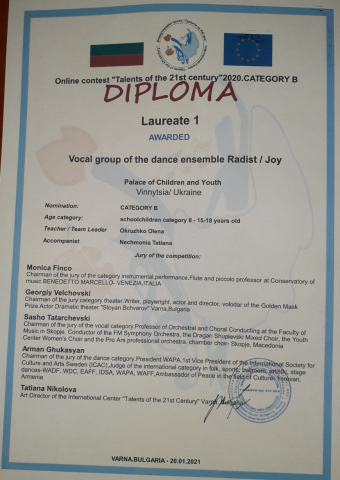 Online contest "Talents of the 21st century"2020.CATEGORY B
DIPLOMA
Laureate 1
AWARDED
Vocal group of the dance ensemble Radist / Joy
Palace of Children and Youth
Vinnytsia/ Ukraine
Nomination: CATEGORY B
Age category: schoolchildren category 8 - 15-18 years old
Teacher / Team Leader Okruzhko Olena
Accompanist Nechmonia Tetiana
Jury of the competition:
Monica Finco
Chairman of the jury of the category instrumental performance.Flute and piccolo professor at Conservatory of
music BENEDETTO MARCELLO- VENEZIA,ITALIA
Georgiy Velchovski
Chairman of the jury category theater.Writer, playwright, actor and director, volotar of the Golden Mask
Prize.Actor Dramatic theater "Stoyan Bchvarov" Varna,Bulgaria
Sasho Tatarchevski
Chairman of the jury of the vocal category.Professor of Orchestral and Choral Conducting at the Faculty of
Music in Skopje. Conductor of the FM Symphony Orchestra, the Dragan Shuplevski Mixed Choir, the Youth
Center Women's Choir and the Pro Ars professional orchestra, chamber choir. Skopje, Macedonia
Arman Ghukasyan
Chairman of the jury of the dance category.President WAPA,1st Vice President of the International Society for
Culture and Arts Sweden (ICAC),Judge of the international category in folk, sports, ballroom, artistic, stage
dances-WADF, WDC, EAFF, IDSA, WAPA, WAFF,Ambassador of Peace in the field of Culture. Yerevan,
Armenia
Tatiana Nikolova
Art Director of the International Center "Talents of the 21st Century" Varna,Bulgaria
VARNA.BULGARIA - 20.01.2021